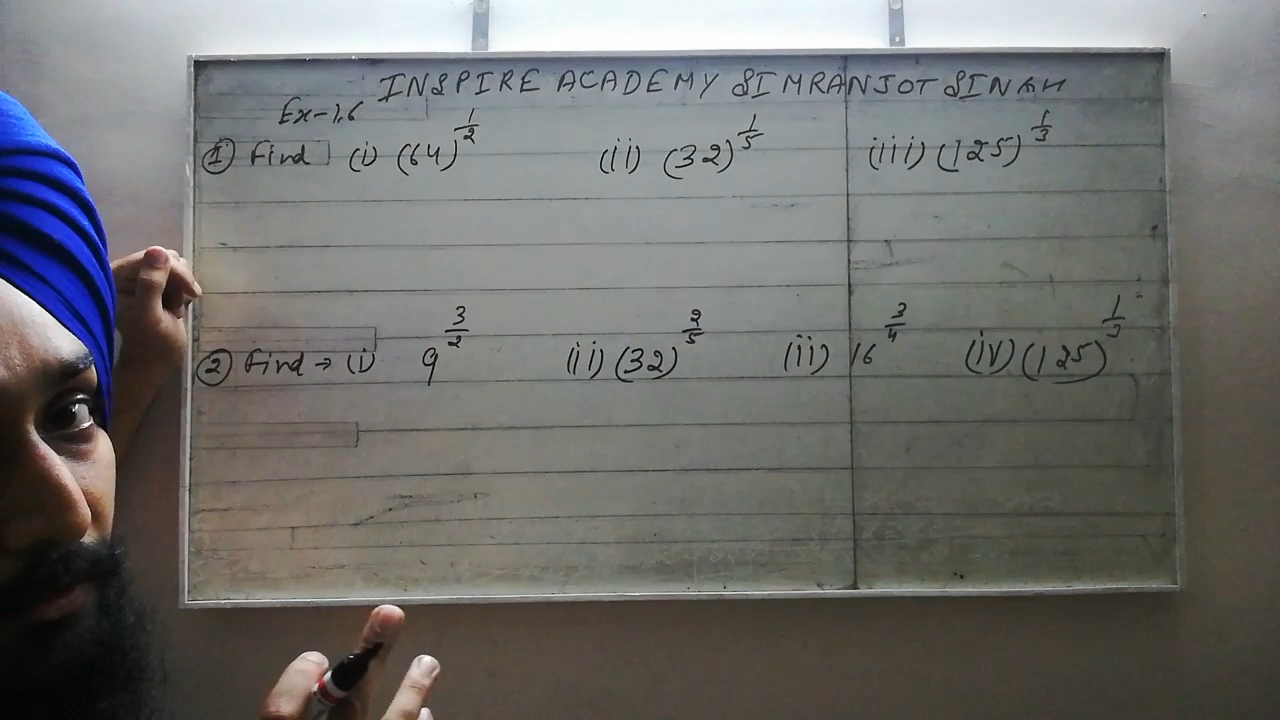 INSPIRE ACADEMY SIMRANJOT SINGH
Ex-1.6
① Find (i) (64)^1/2 (ii) (32)^1/5 (iii) (125)^1/3
② Find → (i) 9^3/2 (ii) (32)^2/5 (ii) 16^3/4 (iv) (125)^1/3